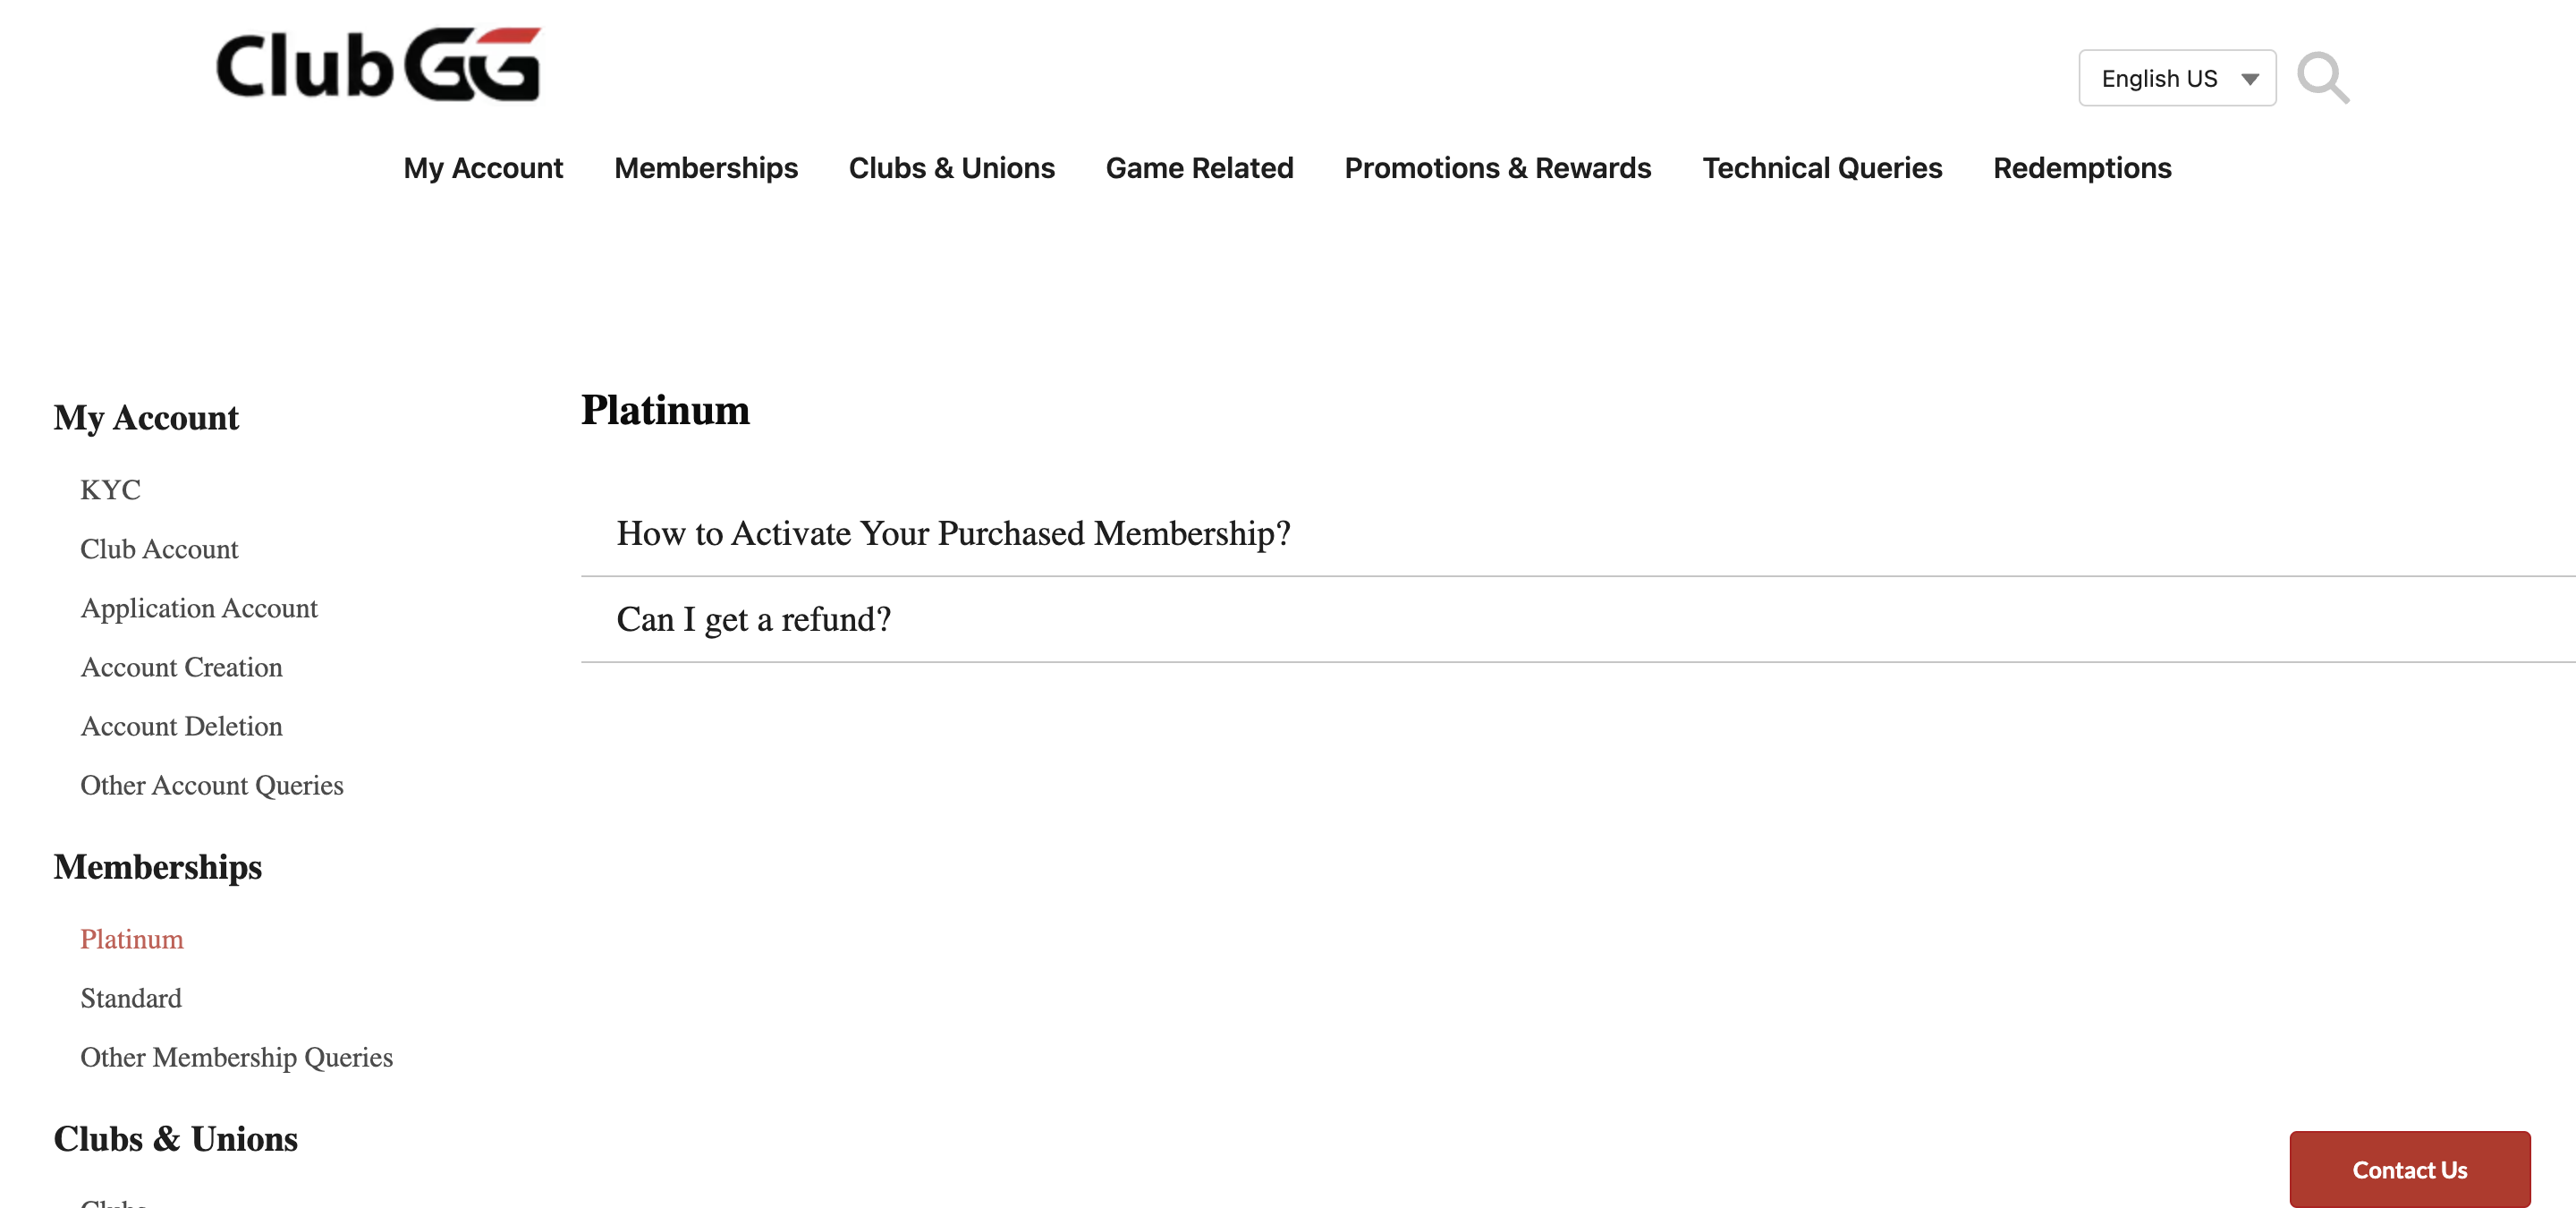 Club GG
English US
My Account Memberships Clubs & Unions Game Related Promotions & Rewards Technical Queries Redemptions
My Account
KYC
Club Account
Application Account
Account Creation
Account Deletion
Other Account Queries
Memberships
Platinum
Standard
Other Membership Queries
Clubs & Unions
Platinum
How to Activate Your Purchased Membership?
Can I get a refund?
Contact Us